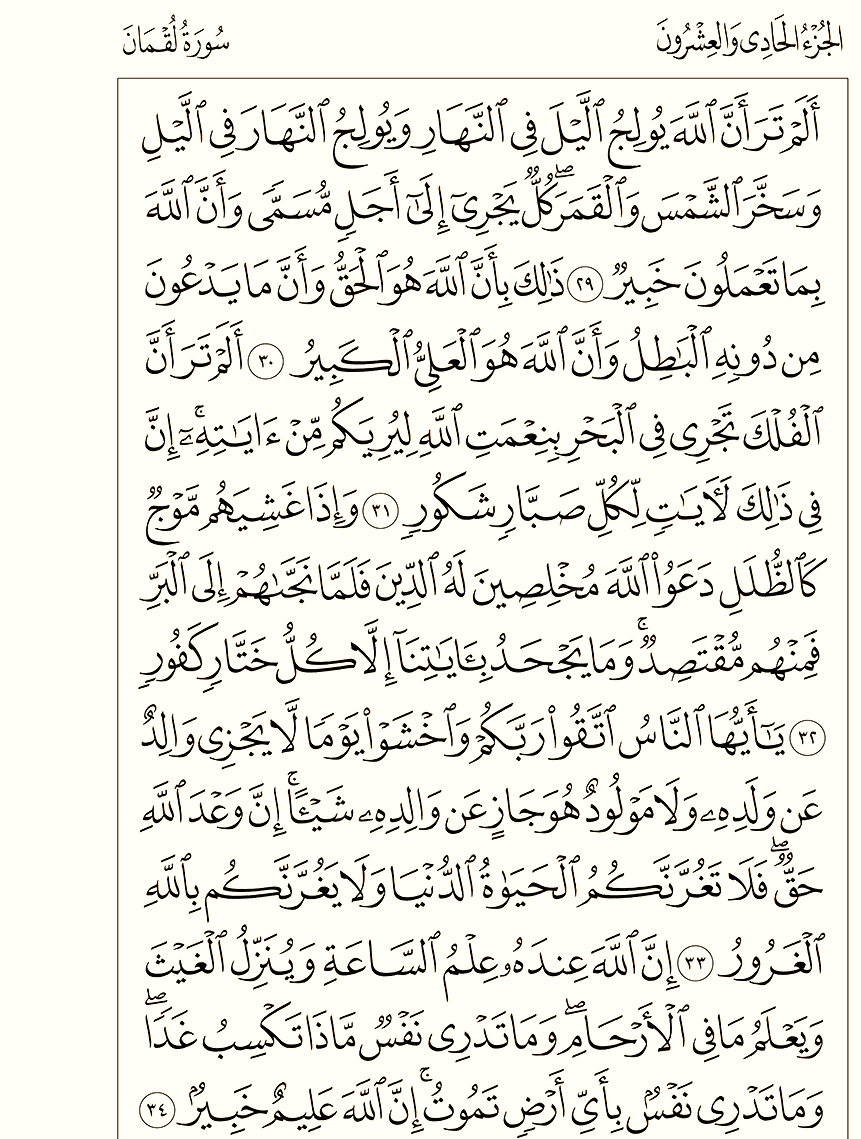 الجُزْءُ الحَادِي وَالعِشْرُونَ
سُورَةُ لُقْمَانَ
أَلَمْ تَرَ أَنَّ ٱللَّهَ يُولِجُ ٱلَّيْلَ فِى ٱلنَّهَارِ وَيُولِجُ ٱلنَّهَارَ فِى ٱلَّيْلِ
وَسَخَّرَ ٱلشَّمْسَ وَٱلْقَمَرَۖ كُلٌّ يَجْرِىٓ إِلَىٰٓ أَجَلٍ مُّسَمًّى وَأَنَّ ٱللَّهَ
بِمَا تَعْمَلُونَ خَبِيرٌ ٢٩ ذَٰلِكَ بِأَنَّ ٱللَّهَ هُوَ ٱلْحَقُّ وَأَنَّ مَا يَدْعُونَ
مِن دُونِهِ ٱلْبَٰطِلُ وَأَنَّ ٱللَّهَ هُوَ ٱلْعَلِىُّ ٱلْكَبِيرُ ٣٠ أَلَمْ تَرَ أَنَّ
ٱلْفُلْكَ تَجْرِى فِى ٱلْبَحْرِ بِنِعْمَتِ ٱللَّهِ لِيُرِيَكُم مِّنْ ءَايَٰتِهِۦٓۚ إِنَّ
فِى ذَٰلِكَ لَءَايَٰتٍ لِّكُلِّ صَبَّارٍ شَكُورٍ ٣١ وَإِذَا غَشِيَهُم مَّوْجٌ
كَٱلظُّلَلِ دَعَوُا۟ ٱللَّهَ مُخْلِصِينَ لَهُ ٱلدِّينَ فَلَمَّا نَجَّىٰهُمْ إِلَى ٱلْبَرِّ
فَمِنْهُم مُّقْتَصِدٌۚ وَمَا يَجْحَدُ بِـَٔايَٰتِنَآ إِلَّا كُلُّ خَتَّارٍ كَفُورٍ
٣٢ يَٰٓأَيُّهَا ٱلنَّاسُ ٱتَّقُوا۟ رَبَّكُمْ وَٱخْشَوْا۟ يَوْمًا لَّا يَجْزِى وَالِدٌ
عَن وَلَدِهِۦ وَلَا مَوْلُودٌ هُوَ جَازٍ عَن وَالِدِهِۦ شَيْـًٔاۚ إِنَّ وَعْدَ ٱللَّهِ
حَقٌّۖ فَلَا تَغُرَّنَّكُمُ ٱلْحَيَوٰةُ ٱلدُّنْيَا وَلَا يَغُرَّنَّكُم بِٱللَّهِ
ٱلْغَرُورُ ٣٣ إِنَّ ٱللَّهَ عِندَهُۥ عِلْمُ ٱلسَّاعَةِ وَيُنَزِّلُ ٱلْغَيْثَ
وَيَعْلَمُ مَا فِى ٱلْأَرْحَامِۖ وَمَا تَدْرِى نَفْسٌ مَّاذَا تَكْسِبُ غَدًاۖ
وَمَا تَدْرِى نَفْسٌۢ بِأَىِّ أَرْضٍ تَمُوتُۚ إِنَّ ٱللَّهَ عَلِيمٌ خَبِيرٌۢ ٣٤